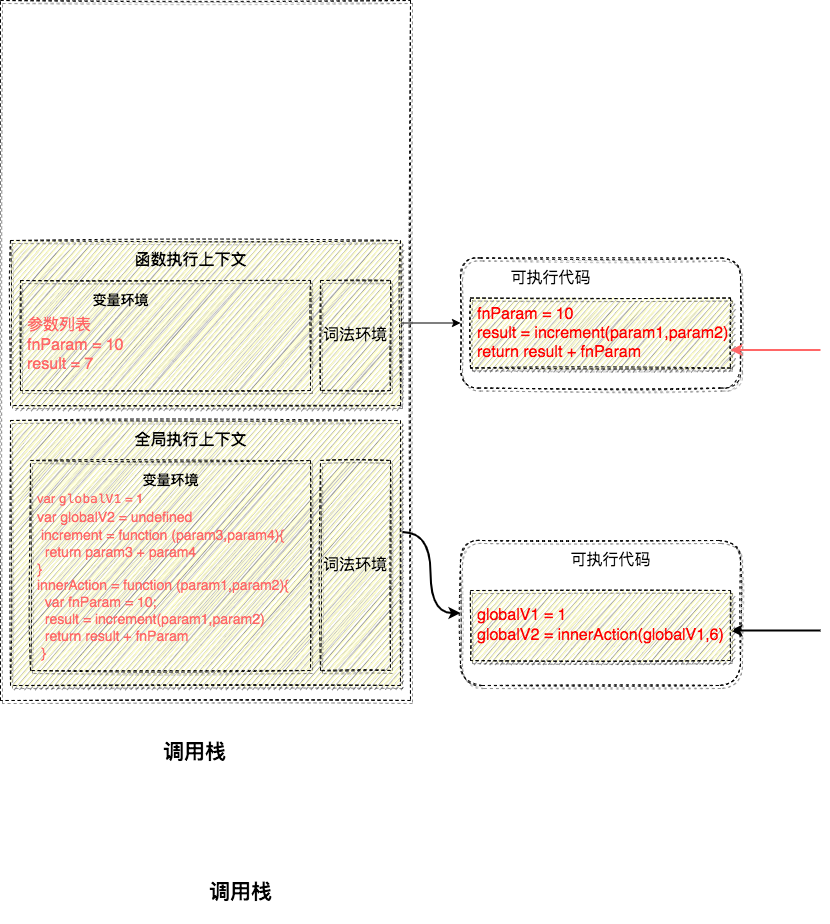 函数执行上下文
变量环境
参数列表
fnParam = 10
result = 7
词法环境
可执行代码
fnParam = 10
result = increment(param1,param2)
return result + fnParam
全局执行上下文
变量环境
var globalV1 = 1
var globalV2 = undefined
increment = function (param3,param4){
return param3 + param4
}
innerAction = function (param1,param2){
var fnParam = 10;
result = increment(param1,param2)
return result + fnParam
}
词法环境
可执行代码
globalV1 = 1
globalV2 = innerAction(globalV1,6)
调用栈
调用栈